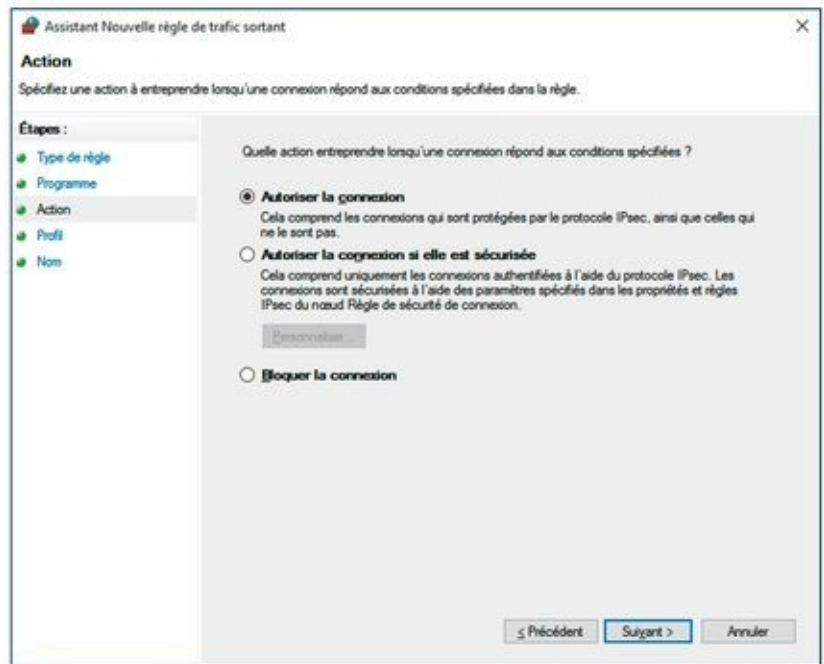 Assistant Nouvelle règle de trafic sortant
Action
Spécifiez une action à entreprendre lorsqu'une connexion répond aux conditions spécifiées dans la règle.
Étapes :
Type de règle
Programme
Action
Profil
Nom
Quelle action entreprendre lorsqu'une connexion répond aux conditions spécifiées ?
Autoriser la connexion
Cela comprend les connexions qui sont protégées par le protocole IPsec, ainsi que celles qui
ne le sont pas.
Autoriser la connexion si elle est sécurisée
Cela comprend uniquement les connexions authentifiées à l'aide du protocole IPsec. Les
connexions sont sécurisées à l'aide des paramètres spécifiés dans les propriétés et règles
IPsec du nœud Règle de sécurité de connexion.
Personnaliser...
Bloquer la connexion
< Précédent
Suivant >
Annuler